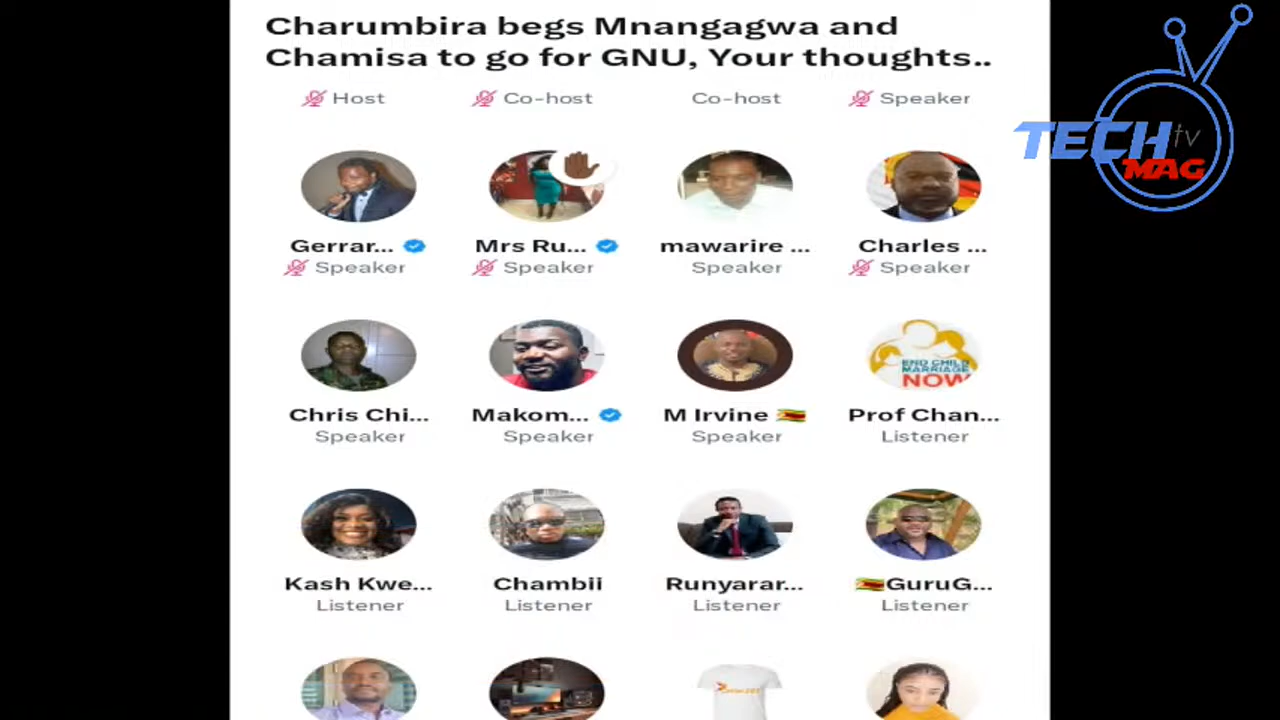 Charumbira begs Mnangagwa and
Chamisa to go for GNU, Your thoughts..
Host Co-host Co-host Speaker
TECH tv
MAG
Gerrar... Mrs Ru... mawarire ... Charles ...
Speaker Speaker Speaker Speaker
END CHILD
MARRIAGE
NOW
Chris Chi... Makom... M Irvine 🇿🇼 Prof Chan...
Speaker Speaker Speaker Listener
Kash Kwe... Chambii Runyarar... 🇿🇼GuruG...
Listener Listener Listener Listener